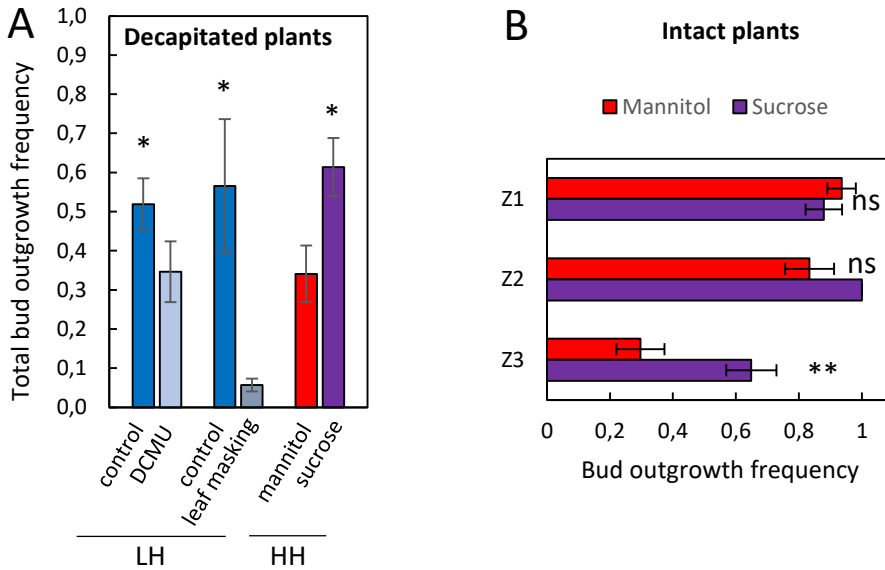 A
Decapitated plants
Total bud outgrowth frequency
1,0
0,9
0,8
0,7
0,6
0,5
0,4
0,3
0,2
0,1
0,0
*
*
*
control
DCMU
control
leaf masking
mannitol
sucrose
LH
HH
B
Intact plants
Mannitol
Sucrose
Z1
ns
Z2
ns
Z3
**
0
0,2
0,4
0,6
0,8
1
Bud outgrowth frequency